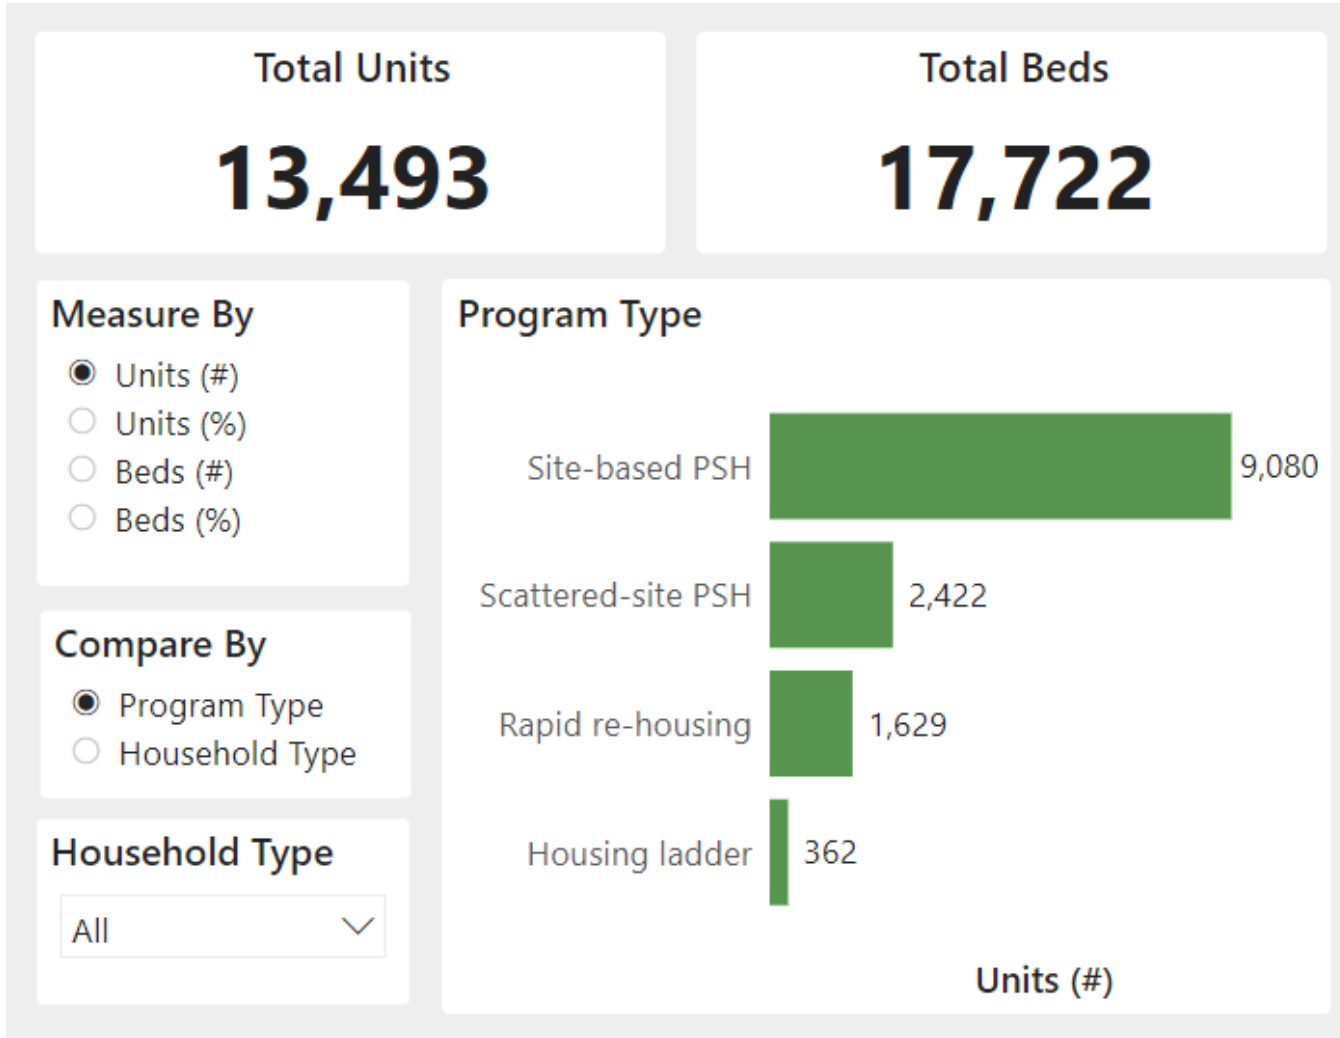 Total Units
13,493
Total Beds
17,722
Measure By
Units (#)
Units (%)
Beds (#)
Beds (%)
Compare By
Program Type
Household Type
Household Type
All
Program Type
Site-based PSH 9,080
Scattered-site PSH 2,422
Rapid re-housing 1,629
Housing ladder 362
Units (#)